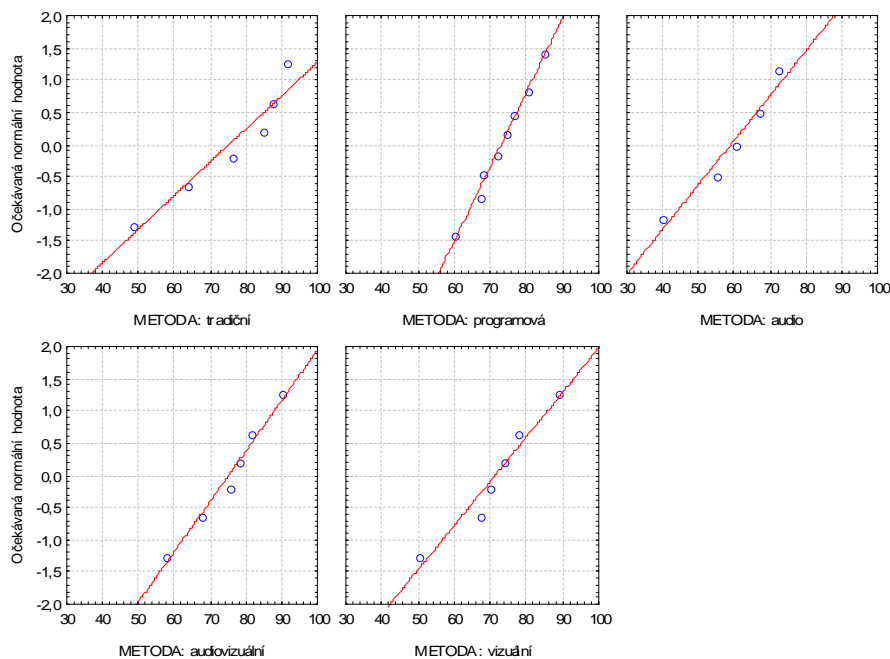 Očekávaná normální hodnota
2,0
1,5
1,0
0,5
0,0
-0,5
-1,0
-1,5
-2,0
30 40 50 60 70 80 90 100
METODA: tradiční
30 40 50 60 70 80 90 100
METODA: programová
30 40 50 60 70 80 90 100
METODA: audio
Očekávaná normální hodnota
2,0
1,5
1,0
0,5
0,0
-0,5
-1,0
-1,5
-2,0
30 40 50 60 70 80 90 100
METODA: audiovizuální
30 40 50 60 70 80 90 100
METODA: vizuální